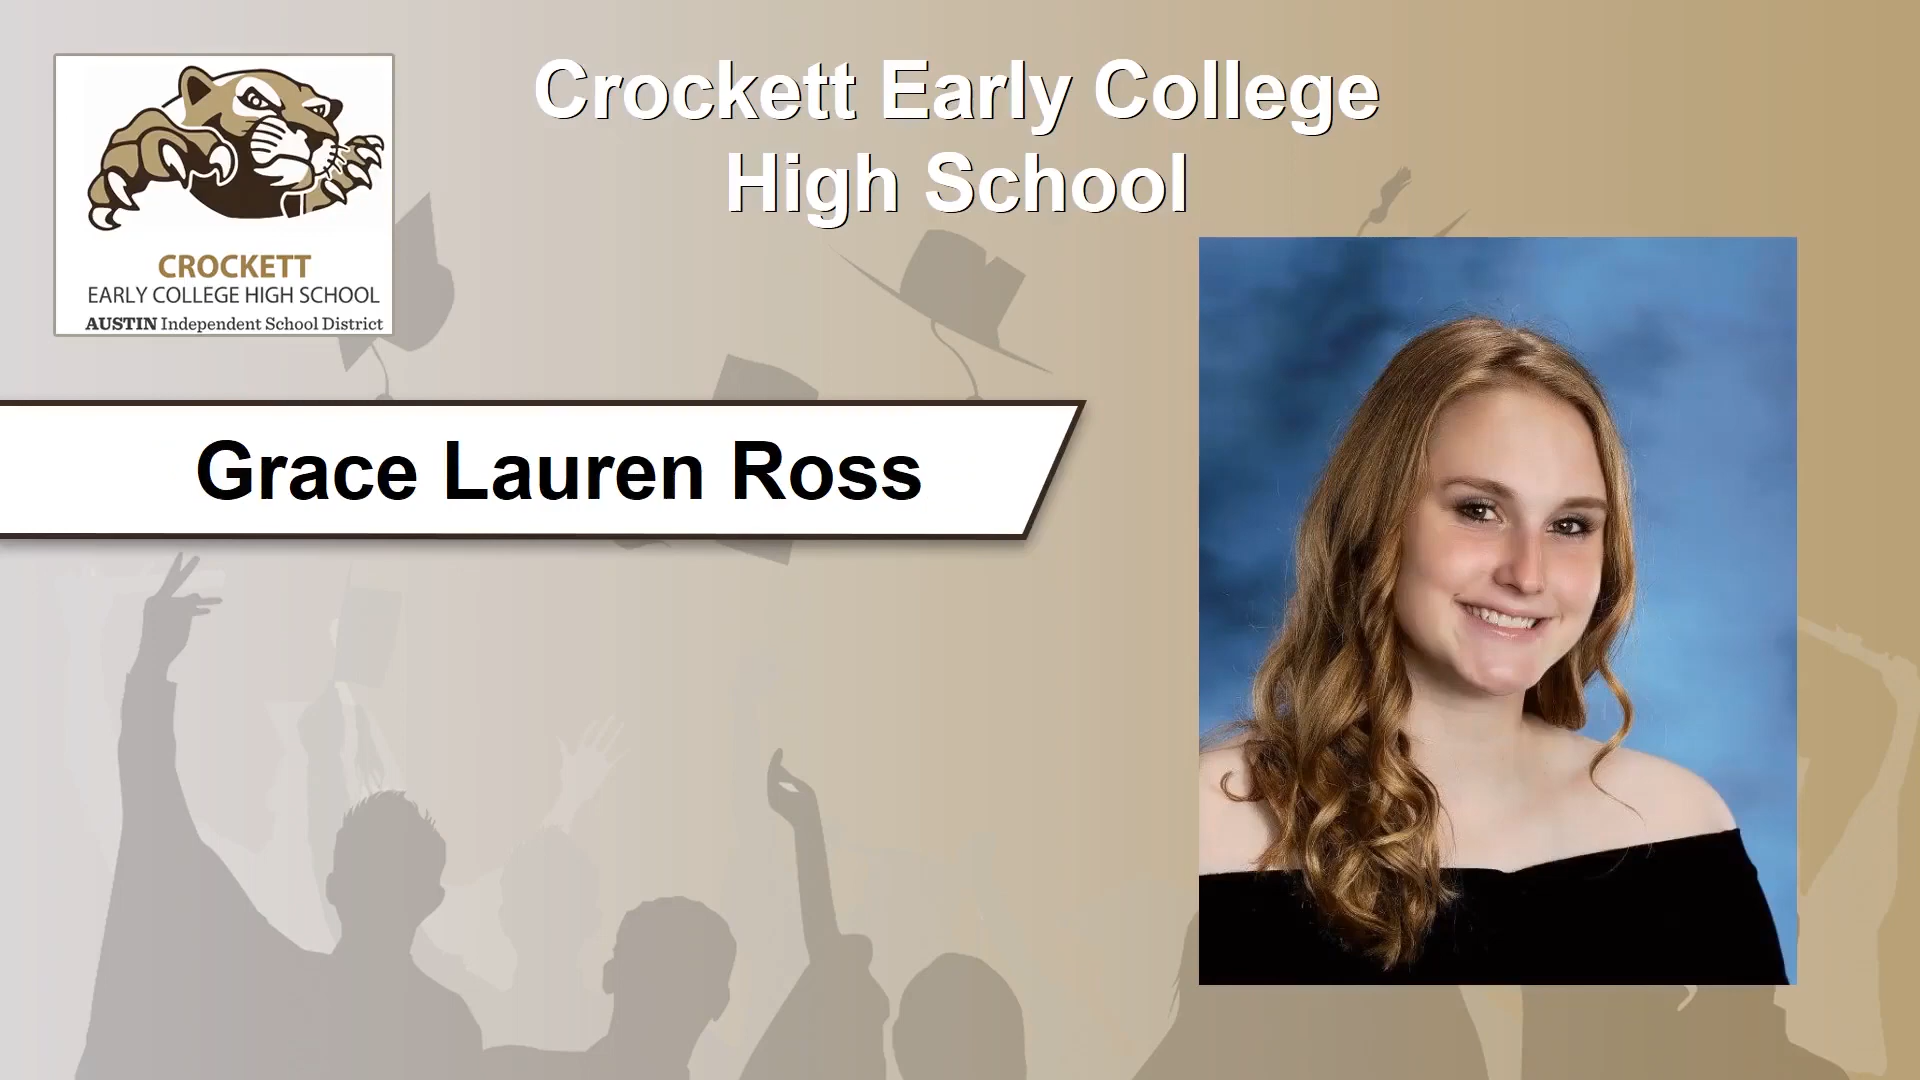 Crockett Early College
High School
CROCKETT
EARLY COLLEGE HIGH SCHOOL
AUSTIN Independent School District
Grace Lauren Ross